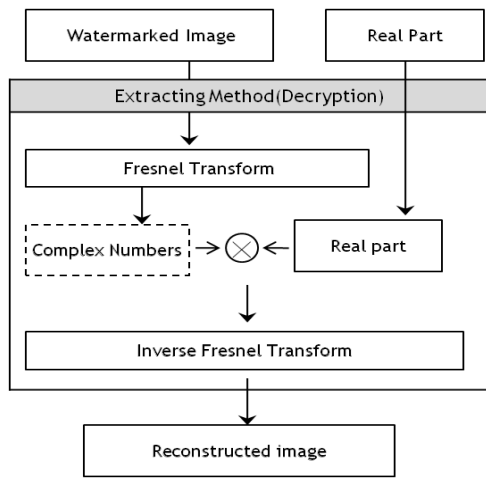 Watermarked Image
Real Part
Extracting Method(Decryption)
Fresnel Transform
Complex Numbers
Real part
Inverse Fresnel Transform
Reconstructed image